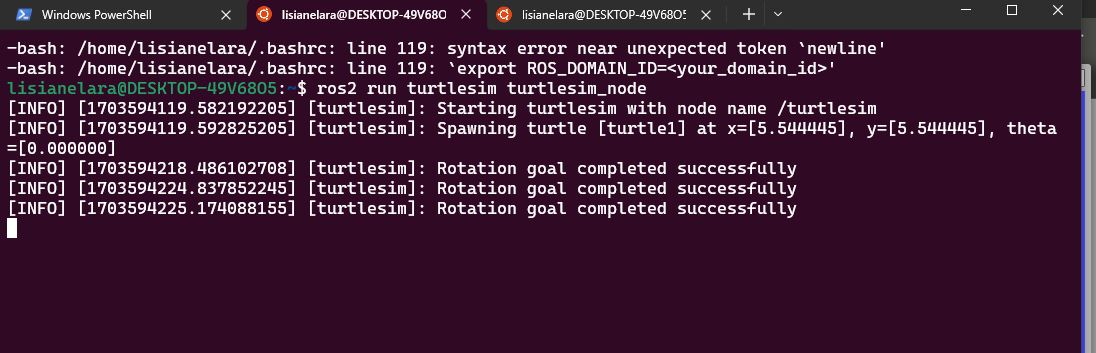 Windows PowerShell
lisianelara@DESKTOP-49V68O
lisianelara@DESKTOP-49V68O5
-bash: /home/lisianelara/.bashrc: line 119: syntax error near unexpected token `newline'
-bash: /home/lisianelara/.bashrc: line 119: `export ROS_DOMAIN_ID=<your_domain_id>'
lisianelara@DESKTOP-49V68O5:~$ ros2 run turtlesim turtlesim_node
[INFO] [1703594119.582192205] [turtlesim]: Starting turtlesim with node name /turtlesim
[INFO] [1703594119.592825205] [turtlesim]: Spawning turtle [turtle1] at x=[5.544445], y=[5.544445], theta
=[0.000000]
[INFO] [1703594218.486102708] [turtlesim]: Rotation goal completed successfully
[INFO] [1703594224.837852245] [turtlesim]: Rotation goal completed successfully
[INFO] [1703594225.174088155] [turtlesim]: Rotation goal completed successfully